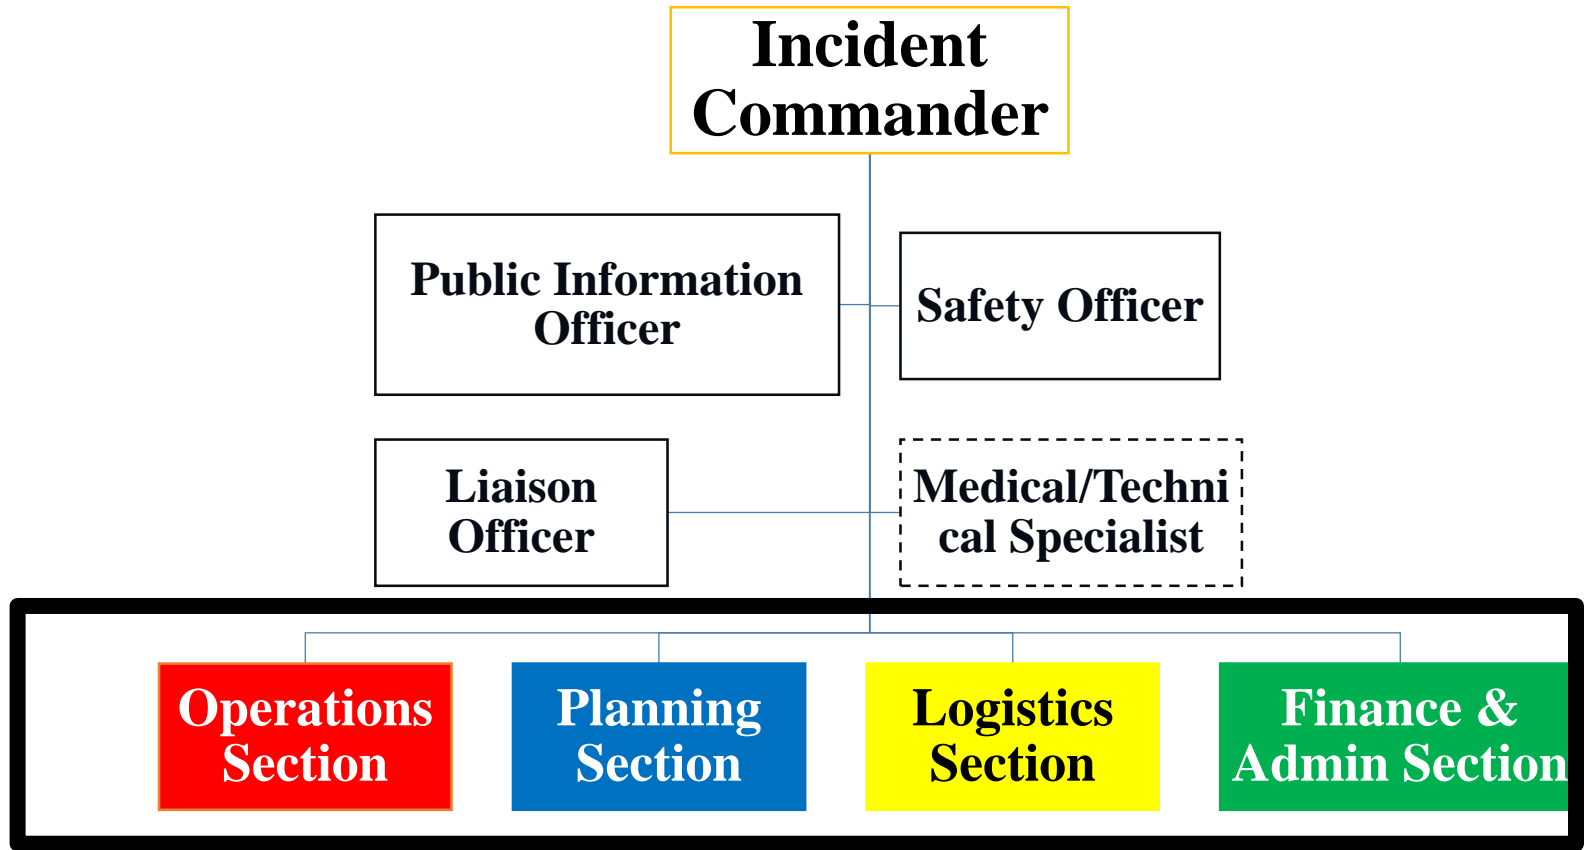 Incident
Commander
Public Information
Officer
Safety Officer
Liaison
Officer
Medical/Techni
cal Specialist
Operations
Section
Planning
Section
Logistics
Section
Finance &
Admin Section